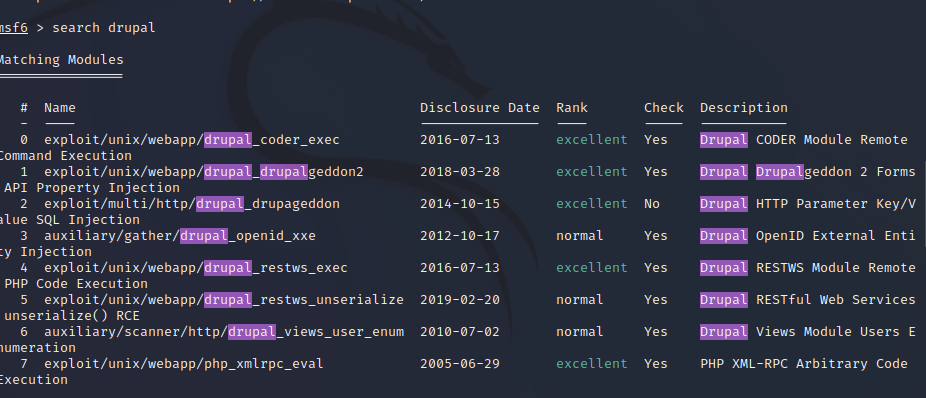 msf6 > search drupal
Matching Modules
================
# Name Disclosure Date Rank Check Description
- ---- --------------- ---- ----- -----------
0 exploit/unix/webapp/drupal_coder_exec 2016-07-13 excellent Yes Drupal CODER Module Remote
Command Execution
1 exploit/unix/webapp/drupal_drupalgeddon2 2018-03-28 excellent Yes Drupal Drupalgeddon 2 Forms
API Property Injection
2 exploit/multi/http/drupal_drupageddon 2014-10-15 excellent No Drupal HTTP Parameter Key/V
alue SQL Injection
3 auxiliary/gather/drupal_openid_xxe 2012-10-17 normal Yes Drupal OpenID External Enti
ty Injection
4 exploit/unix/webapp/drupal_restws_exec 2016-07-13 excellent Yes Drupal RESTWS Module Remote
PHP Code Execution
5 exploit/unix/webapp/drupal_restws_unserialize 2019-02-20 normal Yes Drupal RESTful Web Services
unserialize() RCE
6 auxiliary/scanner/http/drupal_views_user_enum 2010-07-02 normal Yes Drupal Views Module Users E
numeration
7 exploit/unix/webapp/php_xmlrpc_eval 2005-06-29 excellent Yes PHP XML-RPC Arbitrary Code
Execution